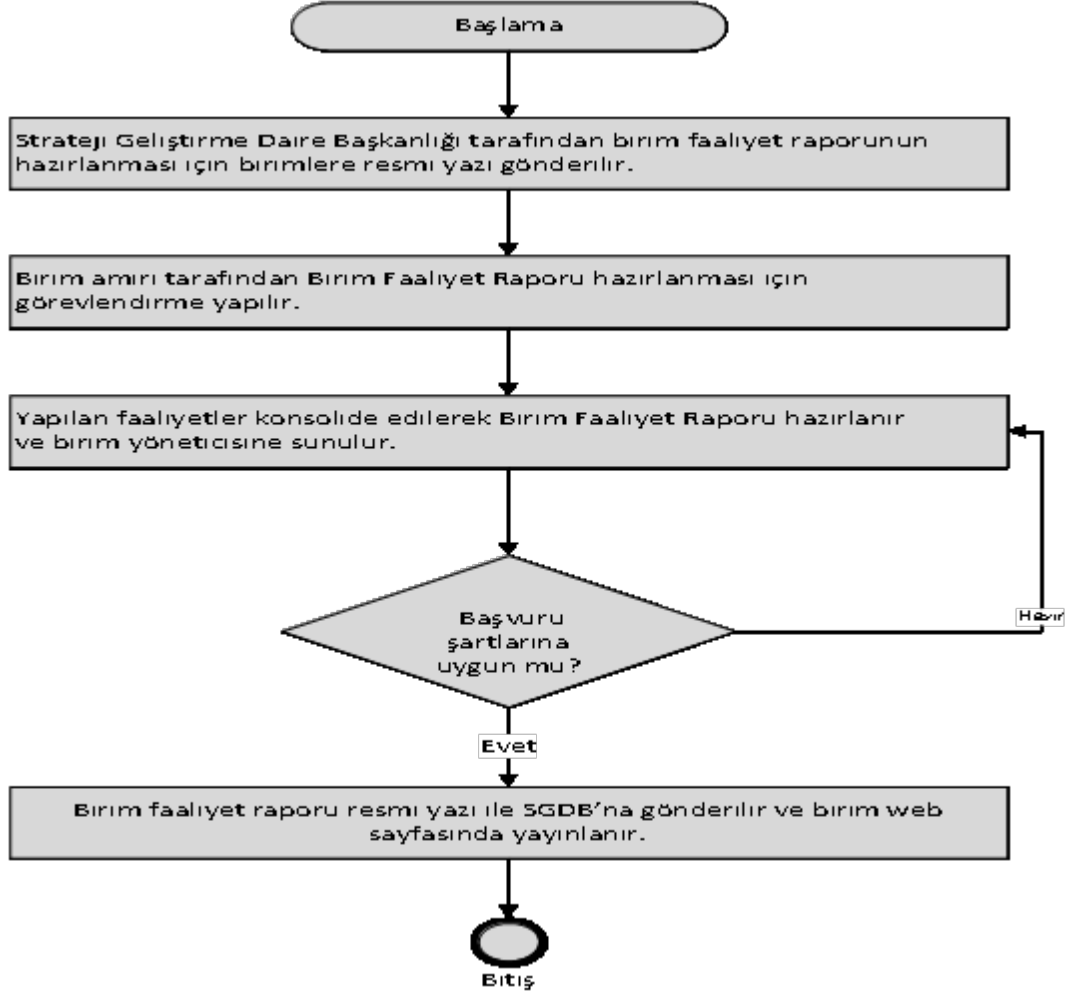 Başlama
Strateji Geliştirme Daire Başkanlığı tarafından birim faaliyet raporunun
hazırlanması için birimlere resmi yazı gönderilir.
Birim amiri tarafından Birim Faaliyet Raporu hazırlanması için
görevlendirme yapılır.
Yapılan faaliyetler konsolide edilerek Birim Faaliyet Raporu hazırlanır
ve birim yöneticisine sunulur.
Başvuru
şartlarına
uygun mu?
Hayır
Evet
Birim faaliyet raporu resmi yazı ile SGDB’na gönderilir ve birim web
sayfasında yayınlanır.
Bitiş